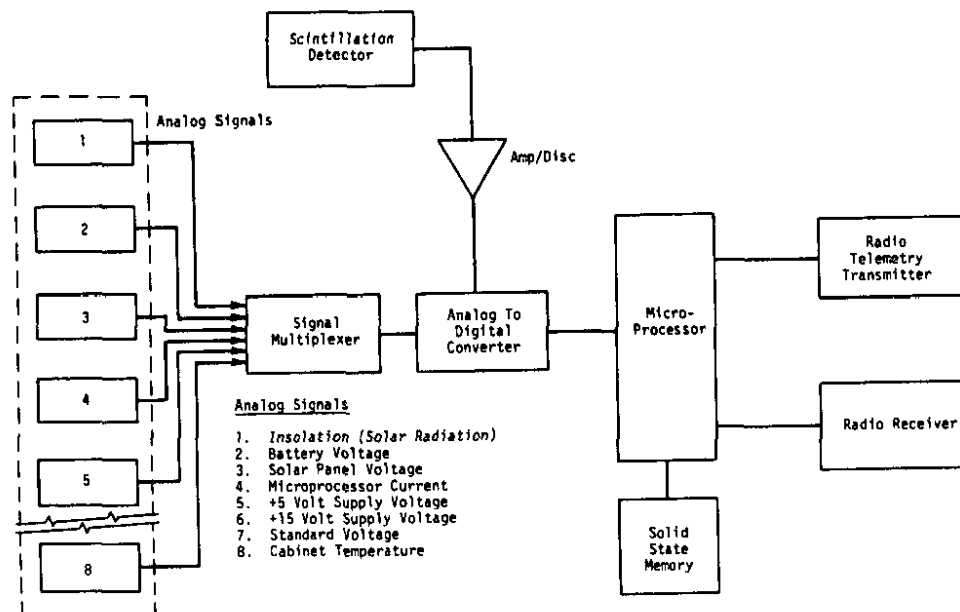 Scintillation
Detector
Analog Signals
Amp/Disc
1
2
3
4
5
8
Signal
Multiplexer
Analog To
Digital
Converter
Micro-
Processor
Radio
Telemetry
Transmitter
Radio Receiver
Solid
State
Memory
Analog Signals
1. Insolation (Solar Radiation)
2. Battery Voltage
3. Solar Panel Voltage
4. Microprocessor Current
5. +5 Volt Supply Voltage
6. +15 Volt Supply Voltage
7. Standard Voltage
8. Cabinet Temperature